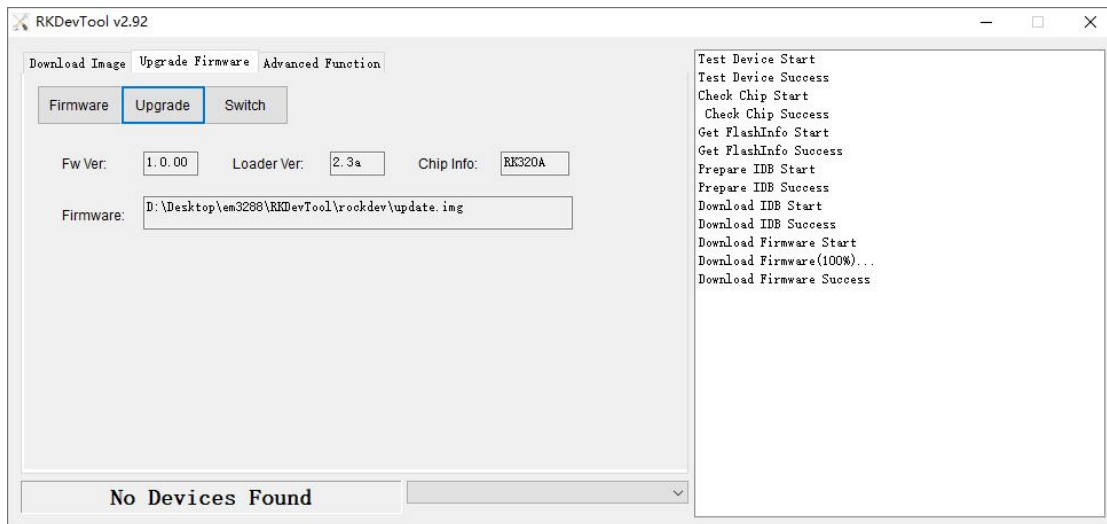 RKDevTool v2.92
Download Image Upgrade Firmware Advanced Function
Firmware Upgrade Switch
Fw Ver: 1.0.00 Loader Ver: 2.3a Chip Info: RK320A
Firmware: D:\Desktop\em3288\RKDevTool\rockdev\update.img
No Devices Found
Test Device Start
Test Device Success
Check Chip Start
Check Chip Success
Get FlashInfo Start
Get FlashInfo Success
Prepare IDB Start
Prepare IDB Success
Download IDB Start
Download IDB Success
Download Firmware Start
Download Firmware(100%)...
Download Firmware Success